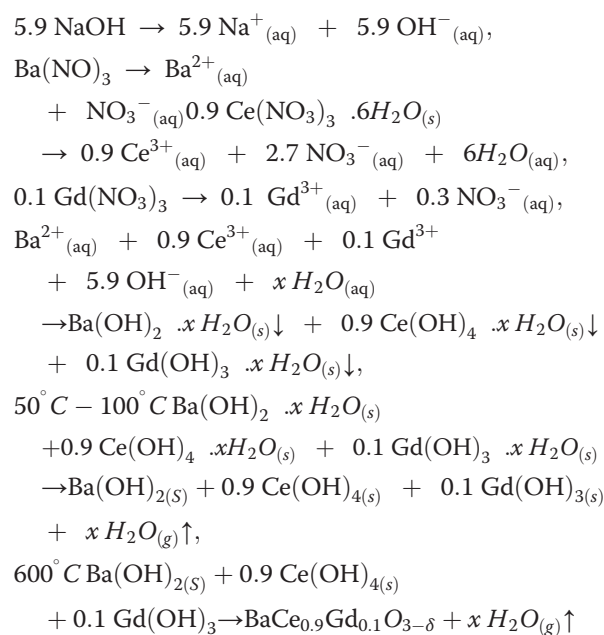 5.9 NaOH → 5.9 Na⁺₍aq₎ + 5.9 OH⁻₍aq₎,
Ba(NO)₃ → Ba²⁺₍aq₎
+ NO₃⁻₍aq₎0.9 Ce(NO₃)₃ .6H₂O₍s₎
→ 0.9 Ce³⁺₍aq₎ + 2.7 NO₃⁻₍aq₎ + 6H₂O₍aq₎,
0.1 Gd(NO₃)₃ → 0.1 Gd³⁺₍aq₎ + 0.3 NO₃⁻₍aq₎,
Ba²⁺₍aq₎ + 0.9 Ce³⁺₍aq₎ + 0.1 Gd³⁺
+ 5.9 OH⁻₍aq₎ + x H₂O₍aq₎
→Ba(OH)₂ .x H₂O₍s₎↓ + 0.9 Ce(OH)₄ .x H₂O₍s₎↓
+ 0.1 Gd(OH)₃ .x H₂O₍s₎↓,
50°C − 100°C Ba(OH)₂ .x H₂O₍s₎
+0.9 Ce(OH)₄ .xH₂O₍s₎ + 0.1 Gd(OH)₃ .x H₂O₍s₎
→Ba(OH)₂₍S₎ + 0.9 Ce(OH)₄₍s₎ + 0.1 Gd(OH)₃₍s₎
+ x H₂O₍g₎↑,
600°C Ba(OH)₂₍S₎ + 0.9 Ce(OH)₄₍s₎
+ 0.1 Gd(OH)₃→BaCe₀.₉Gd₀.₁O₃₋δ + x H₂O₍g₎↑